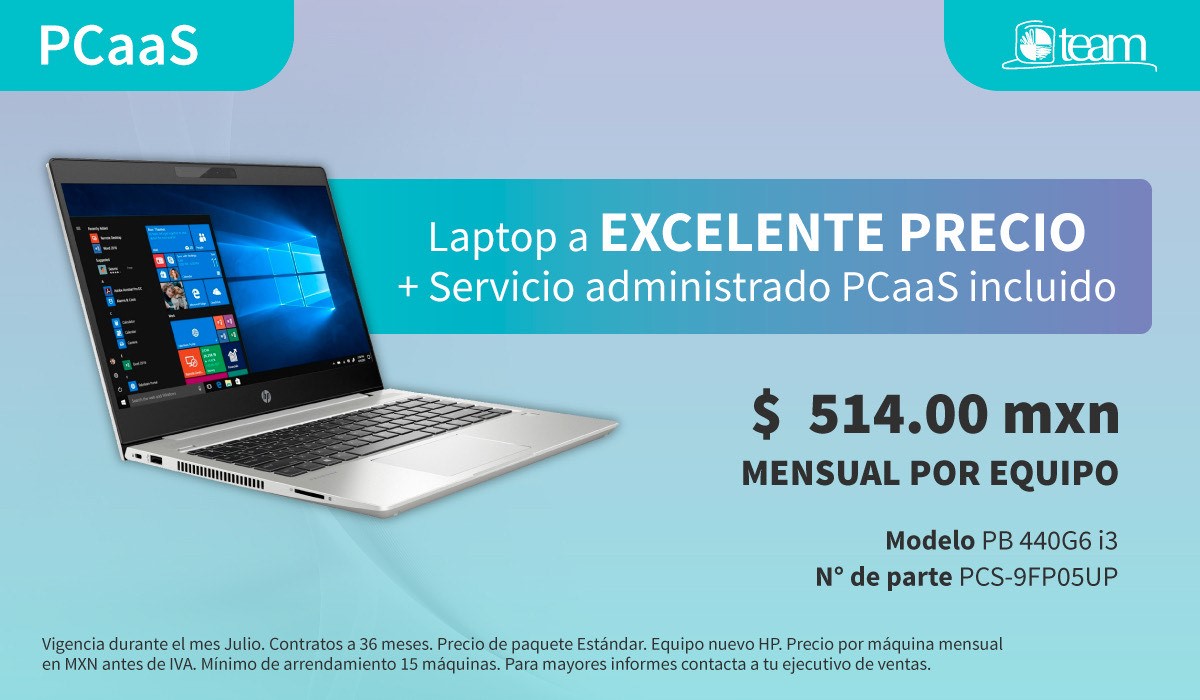 PCaaS
team
Laptop a EXCELENTE PRECIO
+ Servicio administrado PCaaS incluido
$ 514.00 mxn
MENSUAL POR EQUIPO
Modelo PB 440G6 i3
N° de parte PCS-9FP05UP
Vigencia durante el mes Julio. Contratos a 36 meses. Precio de paquete Estándar. Equipo nuevo HP. Precio por máquina mensual
en MXN antes de IVA. Mínimo de arrendamiento 15 máquinas. Para mayores informes contacta a tu ejecutivo de ventas.
hp